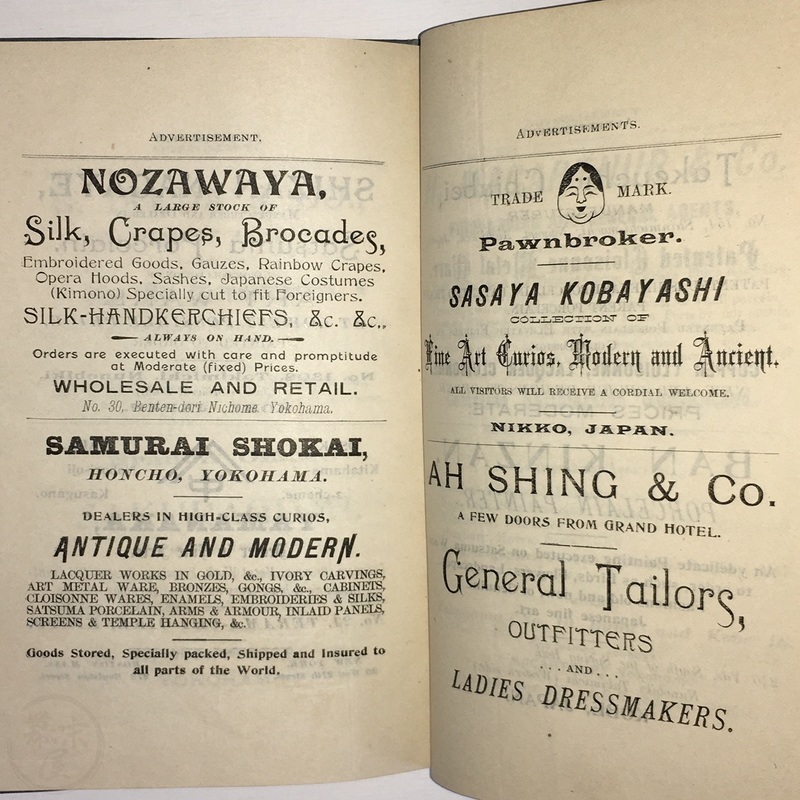 ADVERTISEMENT.
NOZAWAYA,
A LARGE STOCK OF
Silk, Crapes, Brocades,
Embroidered Goods, Gauzes, Rainbow Crapes,
Opera Hoods, Sashes, Japanese Costumes
(Kimono) Specially cut to fit Foreigners.
SILK-HANDKERCHIEFS, &c. &c.,
ALWAYS ON HAND.
Orders are executed with care and promptitude
at Moderate (fixed) Prices.
WHOLESALE AND RETAIL.
No. 30, Benten-dori Nichome Yokohama.
SAMURAI SHOKAI,
HONCHO, YOKOHAMA.
DEALERS IN HIGH-CLASS CURIOS,
ANTIQUE AND MODERN.
LACQUER WORKS IN GOLD, &c., IVORY CARVINGS,
ART METAL WARE, BRONZES, GONGS, &c., CABINETS,
CLOISONNE WARES, ENAMELS, EMBROIDERIES & SILKS,
SATSUMA PORCELAIN, ARMS & ARMOUR, INLAID PANELS,
SCREENS & TEMPLE HANGING, &c.
Goods Stored, Specially packed, Shipped and Insured to
all parts of the World.
ADVERTISEMENTS.
TRADE MARK.
Pawnbroker.
SASAYA KOBAYASHI
COLLECTION OF
Fine Art Curios, Modern and Ancient.
ALL VISITORS WILL RECEIVE A CORDIAL WELCOME.
NIKKO, JAPAN.
AH SHING & Co.
A FEW DOORS FROM GRAND HOTEL.
General Tailors,
OUTFITTERS
...AND...
LADIES DRESSMAKERS.